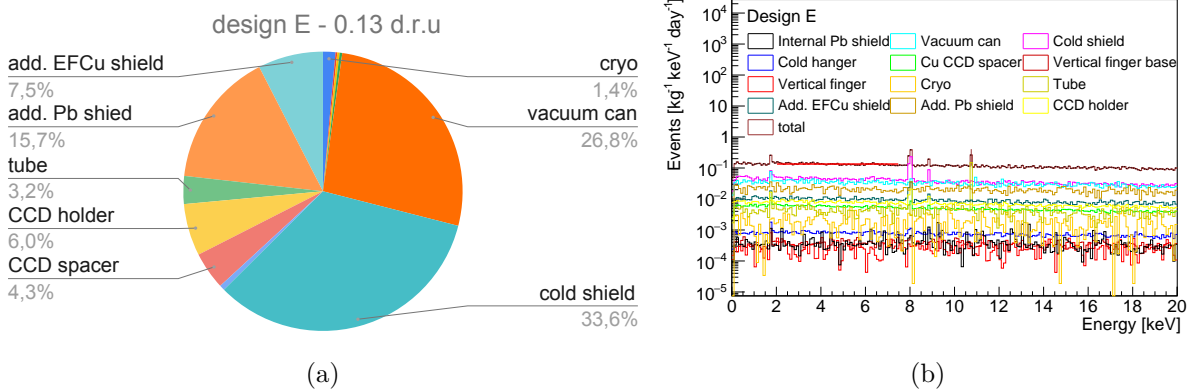 design E - 0.13 d.r.u
add. EFCu shield
7,5%
add. Pb shied
15,7%
tube
3,2%
CCD holder
6,0%
CCD spacer
4,3%
cryo
1,4%
vacuum can
26,8%
cold shield
33,6%
(a)
Events [kg⁻¹ keV⁻¹ day⁻¹]
10⁴
10³
10²
10
1
10⁻¹
10⁻²
10⁻³
10⁻⁴
10⁻⁵
Design E
Internal Pb shield Vacuum can Cold shield
Cold hanger Cu CCD spacer Vertical finger base
Vertical finger Cryo Tube
Add. EFCu shield Add. Pb shield CCD holder
total
0 2 4 6 8 10 12 14 16 18 20
Energy [keV]
(b)